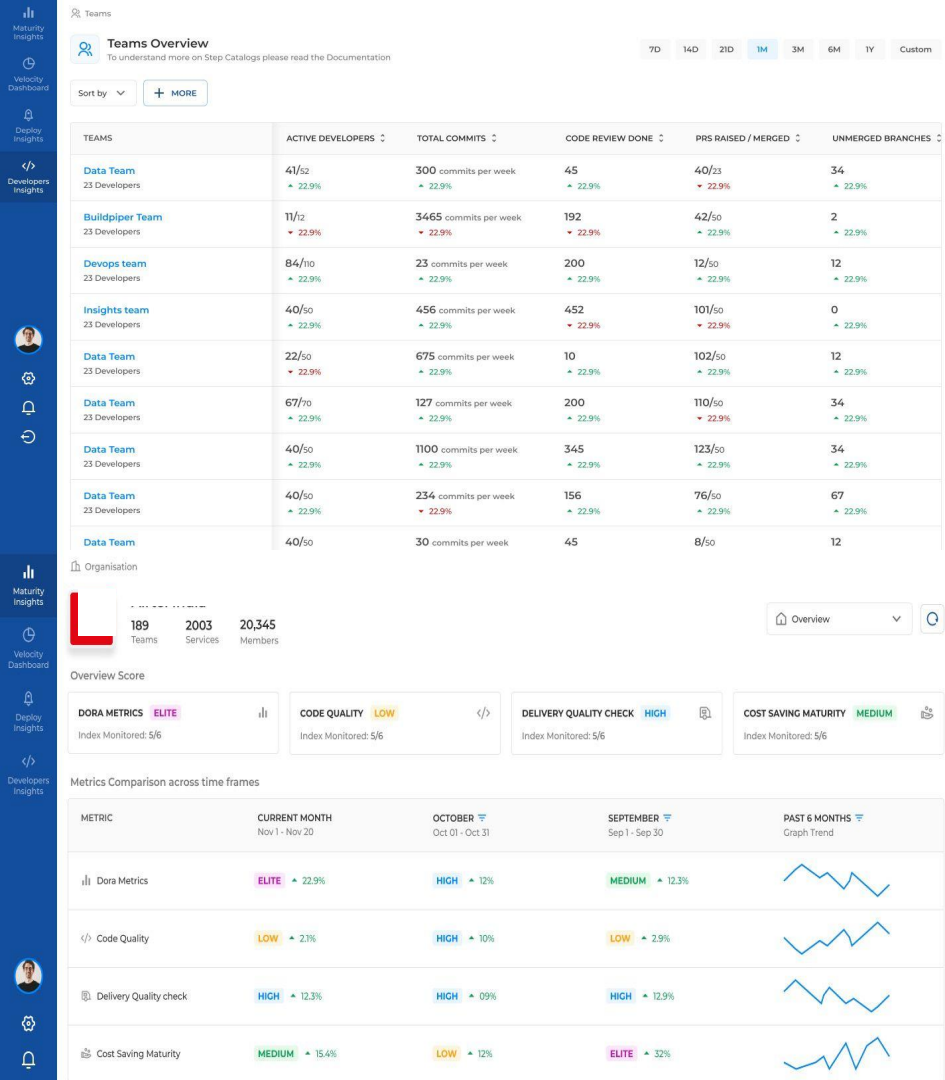 Maturity
Insights
Velocity
Dashboard
Deploy
Insights
Developers
Insights
Teams
Teams Overview
To understand more on Step Catalogs please read the Documentation
7D 14D 21D 1M 3M 6M 1Y Custom
Sort by + MORE
TEAMS ACTIVE DEVELOPERS TOTAL COMMITS CODE REVIEW DONE PRS RAISED / MERGED UNMERGED BRANCHES
Data Team 41/52 300 commits per week 45 40/23 34
23 Developers 22.9% 22.9% 22.9% 22.9% 22.9%
Buildpiper Team 11/12 3465 commits per week 192 42/50 2
23 Developers 22.9% 22.9% 22.9% 22.9% 22.9%
Devops team 84/110 23 commits per week 200 12/50 12
23 Developers 22.9% 22.9% 22.9% 22.9% 22.9%
Insights team 40/50 456 commits per week 452 101/50 0
23 Developers 22.9% 22.9% 22.9% 22.9% 22.9%
Data Team 22/50 675 commits per week 10 102/50 12
23 Developers 22.9% 22.9% 22.9% 22.9% 22.9%
Data Team 67/70 127 commits per week 200 110/50 34
23 Developers 22.9% 22.9% 22.9% 22.9% 22.9%
Data Team 40/50 1100 commits per week 345 123/50 34
23 Developers 22.9% 22.9% 22.9% 22.9% 22.9%
Data Team 40/50 234 commits per week 156 76/50 67
23 Developers 22.9% 22.9% 22.9% 22.9% 22.9%
Data Team 40/50 30 commits per week 45 8/50 12
Maturity
Insights
Velocity
Dashboard
Deploy
Insights
Developers
Insights
Organisation
189 2003 20,345
Teams Services Members
Overview
Overview Score
DORA METRICS ELITE
Index Monitored: 5/6
CODE QUALITY LOW
Index Monitored: 5/6
DELIVERY QUALITY CHECK HIGH
Index Monitored: 5/6
COST SAVING MATURITY MEDIUM
Index Monitored: 5/6
Metrics Comparison across time frames
METRIC CURRENT MONTH OCTOBER SEPTEMBER PAST 6 MONTHS
Nov 1 - Nov 20 Oct 01 - Oct 31 Sep 1 - Sep 30 Graph Trend
Dora Metrics ELITE 22.9% HIGH 12% MEDIUM 12.3%
Code Quality LOW 2.1% HIGH 10% LOW 2.9%
Delivery Quality check HIGH 12.3% HIGH 09% HIGH 12.9%
Cost Saving Maturity MEDIUM 15.4% LOW 12% ELITE 32%